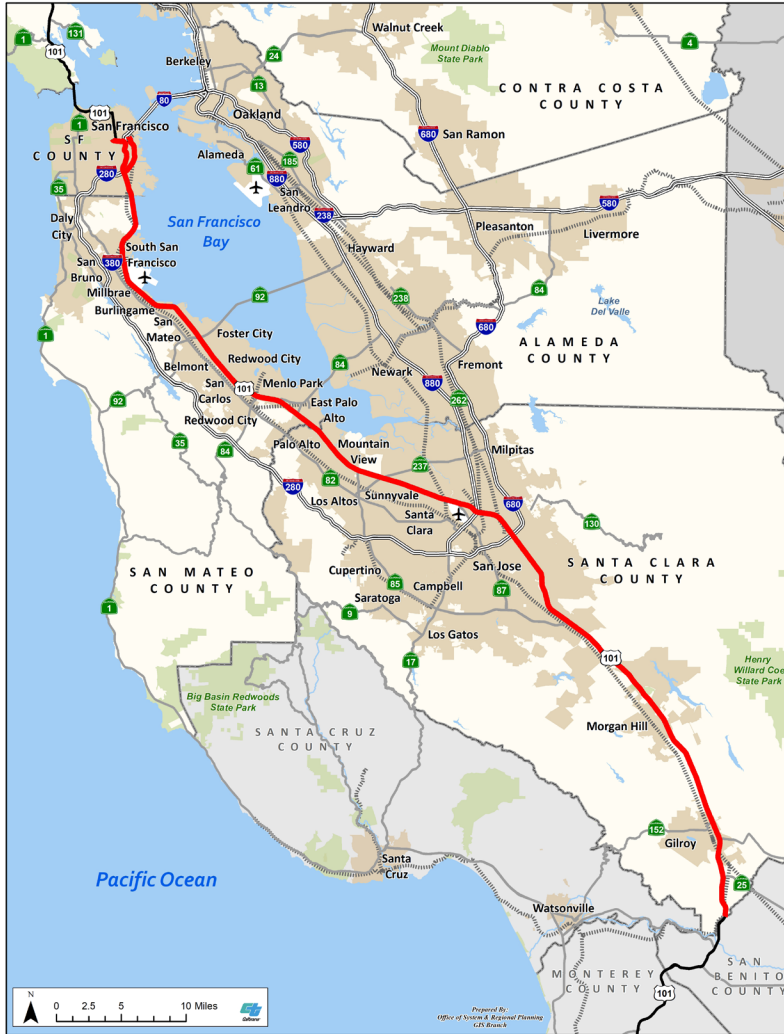 1
131
101
Walnut Creek
4
24
Mount Diablo
State Park
Berkeley
13
CONTRA COSTA
COUNTY
80
101
1
San Francisco
Oakland
680
San Ramon
580
S F
COUNTY
Alameda
185
61
880
280
35
San
Leandro
238
580
Daly
City
San Francisco
Bay
Pleasanton
Livermore
South San
Francisco
Hayward
380
San
Bruno
Millbrae
Burlingame
92
238
84
Lake
Del Valle
1
San
Mateo
Foster City
680
ALAMEDA
COUNTY
Redwood City
84
Newark
Fremont
Belmont
Menlo Park
880
101
San
Carlos
92
East Palo
Alto
262
Redwood City
35
84
Palo Alto
Mountain
View
Milpitas
237
280
82
Los Altos
Sunnyvale
680
Santa
Clara
130
SAN MATEO
COUNTY
Cupertino
San Jose
SANTA CLARA
COUNTY
85
Campbell
87
Saratoga
1
9
Los Gatos
17
101
Henry
Willard Coe
State Park
Big Basin Redwoods
State Park
SANTA CRUZ
COUNTY
Morgan Hill
152
Gilroy
Santa
Cruz
25
Pacific Ocean
Watsonville
MONTEREY
COUNTY
SAN
BENITO
COUNTY
101
N
0 2.5 5 10 Miles
Caltrans
Prepared By:
Office of System & Regional Planning
GIS Branch